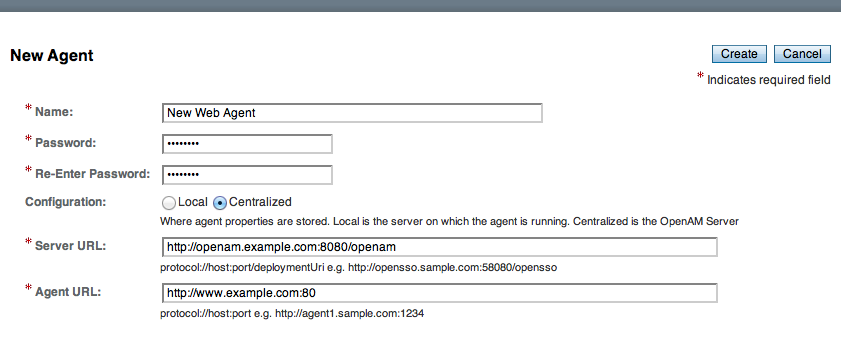 New Agent
Create Cancel
* Indicates required field
* Name: New Web Agent
* Password: ••••••••
* Re-Enter Password: ••••••••
Configuration: Local Centralized
Where agent properties are stored. Local is the server on which the agent is running. Centralized is the OpenAM Server
* Server URL: http://openam.example.com:8080/openam
protocol://host:port/deploymentUri e.g. http://opensso.sample.com:58080/opensso
* Agent URL: http://www.example.com:80
protocol://host:port e.g. http://agent1.sample.com:1234